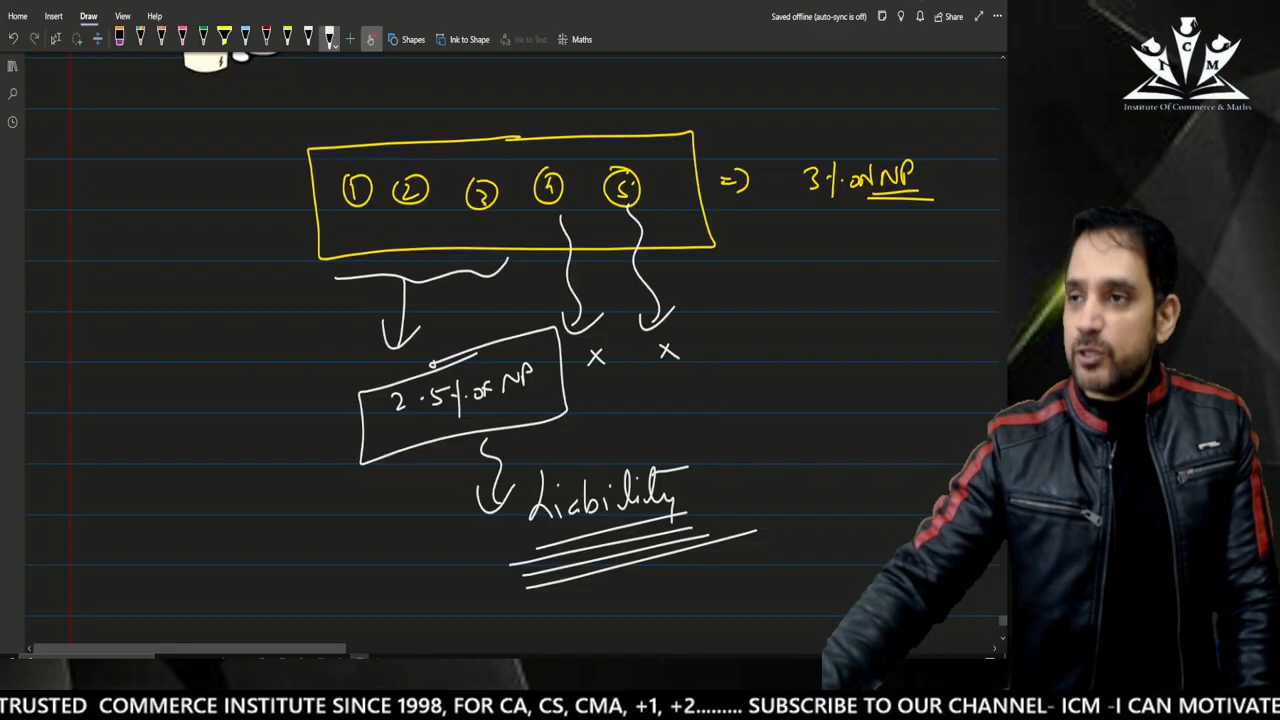 Home Insert Draw View Help
Saved offline (auto-sync is off) Share
Shapes Ink to Shape Ink to Text Maths
I C M
Institute Of Commerce & Maths
① ② ③ ④ ⑤ => 3% on NP
x x
2.5% of NP
Liability
TRUSTED COMMERCE INSTITUTE SINCE 1998, FOR CA, CS, CMA, +1, +2......... SUBSCRIBE TO OUR CHANNEL- ICM -I CAN MOTIVATE